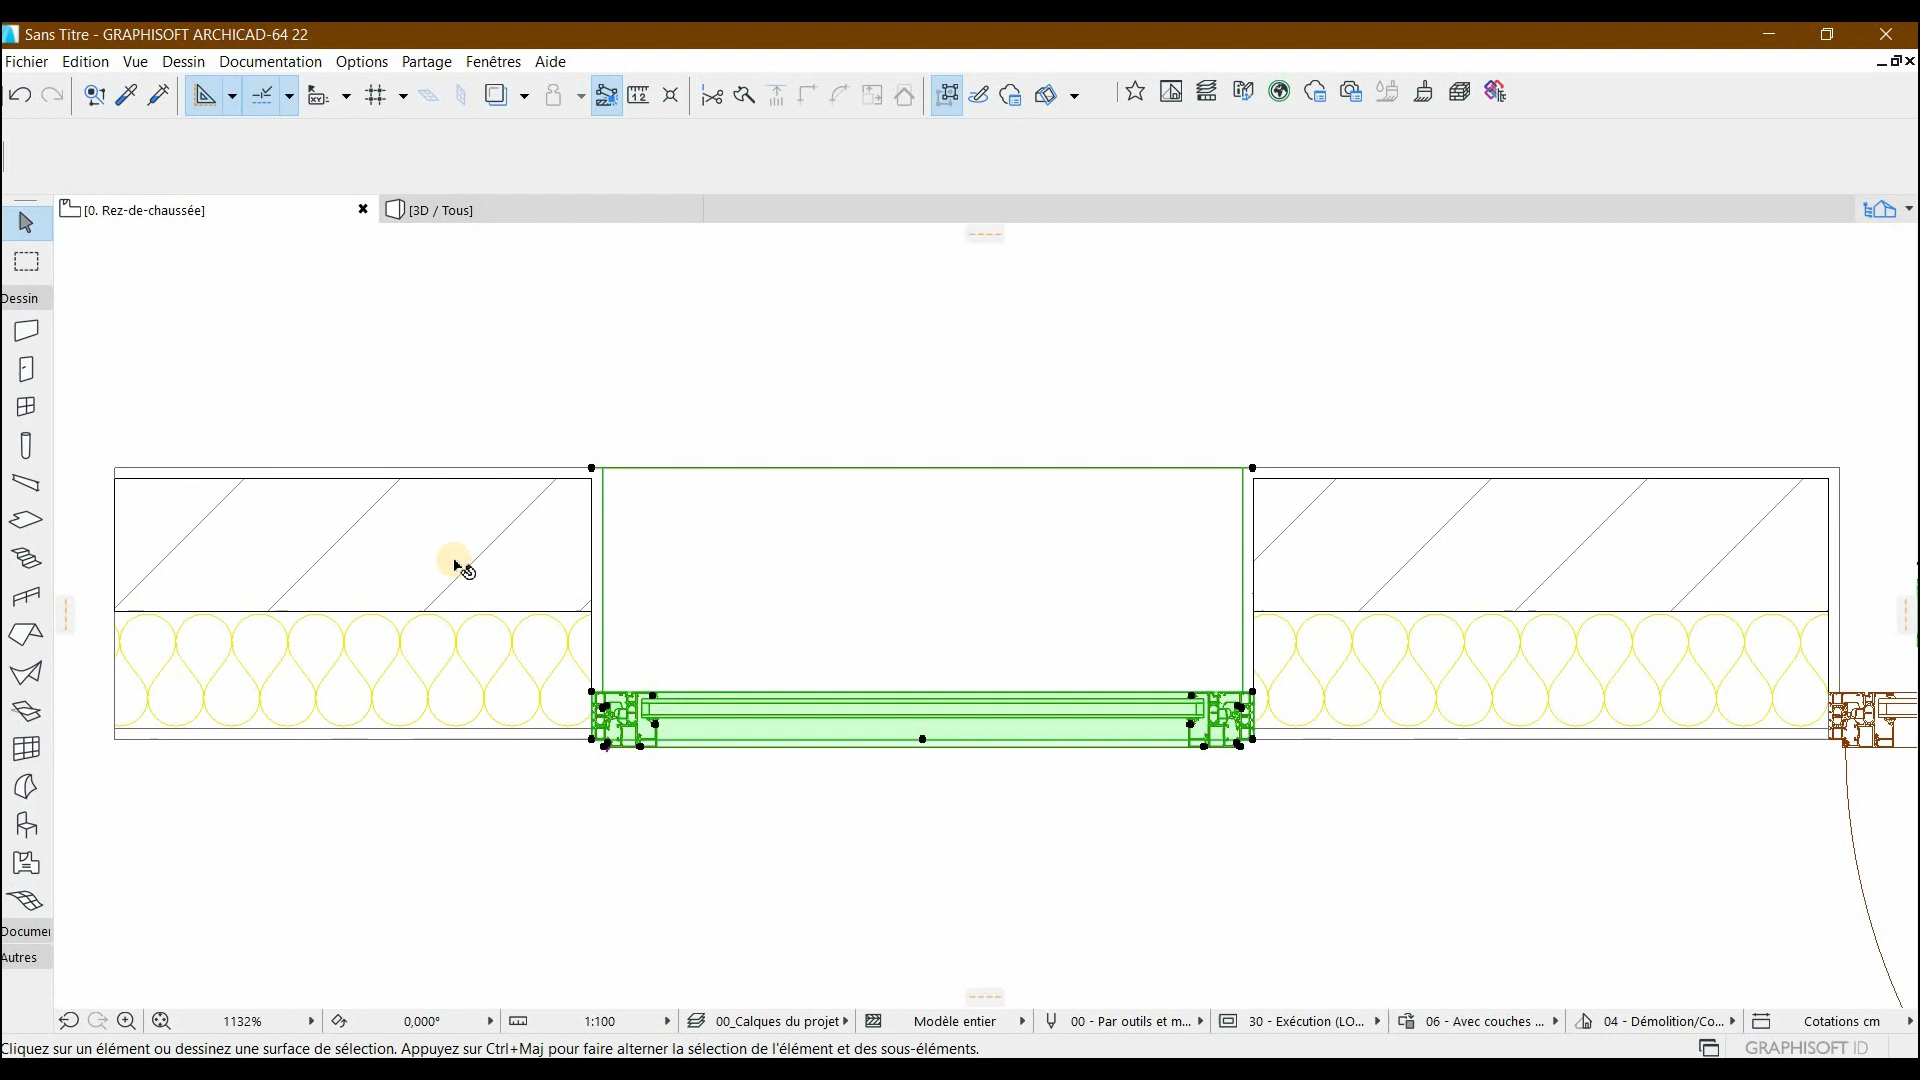 Sans Titre - GRAPHISOFT ARCHICAD-64 22
Fichier Edition Vue Dessin Documentation Options Partage Fenêtres Aide
[0. Rez-de-chaussée] [3D / Tous]
Dessin
Documer
Autres
1132% 0,000° 1:100 00_Calques du projet Modèle entier 00 - Par outils et m... 30 - Exécution (LO... 06 - Avec couches ... 04 - Démolition/Co... Cotations cm
Cliquez sur un élément ou dessinez une surface de sélection. Appuyez sur Ctrl+Maj pour faire alterner la sélection de l'élément et des sous-éléments.
GRAPHISOFT ID